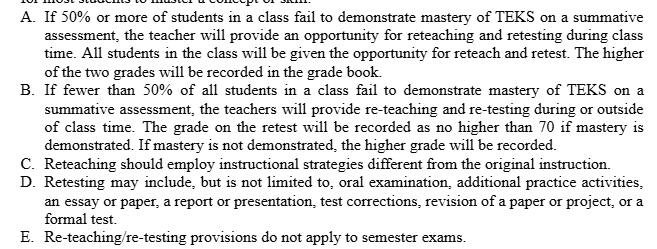 for most students to master a concept or skill.
A. If 50% or more of students in a class fail to demonstrate mastery of TEKS on a summative
assessment, the teacher will provide an opportunity for reteaching and retesting during class
time. All students in the class will be given the opportunity for reteach and retest. The higher
of the two grades will be recorded in the grade book.
B. If fewer than 50% of all students in a class fail to demonstrate mastery of TEKS on a
summative assessment, the teachers will provide re-teaching and re-testing during or outside
of class time. The grade on the retest will be recorded as no higher than 70 if mastery is
demonstrated. If mastery is not demonstrated, the higher grade will be recorded.
C. Reteaching should employ instructional strategies different from the original instruction.
D. Retesting may include, but is not limited to, oral examination, additional practice activities,
an essay or paper, a report or presentation, test corrections, revision of a paper or project, or a
formal test.
E. Re-teaching/re-testing provisions do not apply to semester exams.